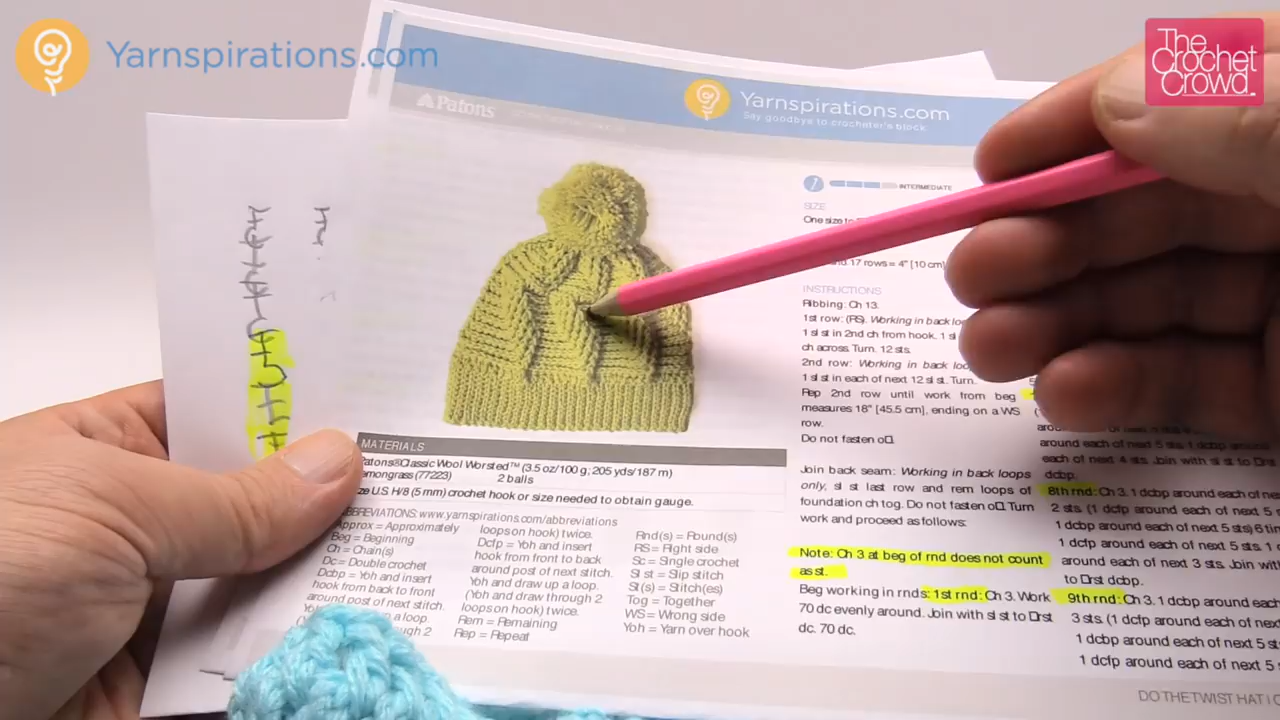 Yarnspirations.com
The
Crochet
Crowd
Patons
Yarnspirations.com
Say goodbye to crocheter's block.
INTERMEDIATE
SIZE
One size to
17 rows = 4" [10 cm]
INSTRUCTIONS
Ribbing: Ch 13.
1st row: (RS). Working in back
1 sl st in 2nd ch from hook. 1 sl
ch across. Turn. 12 sts.
2nd row: Working in back
1 sl st in each of next 12 sl st. Turn.
Rep 2nd row until work from beg
measures 18" [45.5 cm], ending on a WS
row.
Do not fasten
Join back seam: Working in back loops
only, sl st last row and rem loops of
foundation ch tog. Do not fasten Turn
work and proceed as follows:
Note: Ch 3 at beg of rnd does not count
as st.
Beg working in rnds: 1st rnd: Ch 3. Work
70 dc evenly around. Join with sl st to
dc. 70 dc.
MATERIALS
Patons® Classic Wool Worsted™ (3.5 oz/100 g; 205 yds/187 m)
Lemongrass (77223) 2 balls
U.S. H/8 (5 mm) crochet hook or size needed to obtain gauge.
ABBREVIATIONS: www.yarnspirations.com/abbreviations
Approx = Approximately
Beg = Beginning
Ch = Chain(s)
Dc = Double crochet
Dcbp = Yoh and insert
hook from back to front
around post of next stitch.
up a loop.
through 2
loops on hook) twice.
Dcfp = Yoh and insert
hook from front to back
around post of next stitch.
Yoh and draw up a loop.
(Yoh and draw through 2
loops on hook) twice.
Rem = Remaining
Rep = Repeat
Rnd(s) = Round(s)
RS = Right side
Sc = Single crochet
Sl st = Slip stitch
St(s) = Stitch(es)
Tog = Together
WS = Wrong side
Yoh = Yarn over hook
around each of next 5 sts. 1 dcbp
each of next 4 sts. Join with sl st to
dcbp.
8th rnd: Ch 3. 1 dcbp around each of
2 sts. (1 dcfp around each of next 5
1 dcbp around each of next 5 sts) 6
1 dcfp around each of next 5 sts. 1
around each of next 3 sts. Join with
to dcbp.
9th rnd: Ch 3. 1 dcbp around each
3 sts. (1 dcfp around each of next 5
1 dcbp around each of next 5
1 dcfp around each of next 5
DO THE TWIST HAT